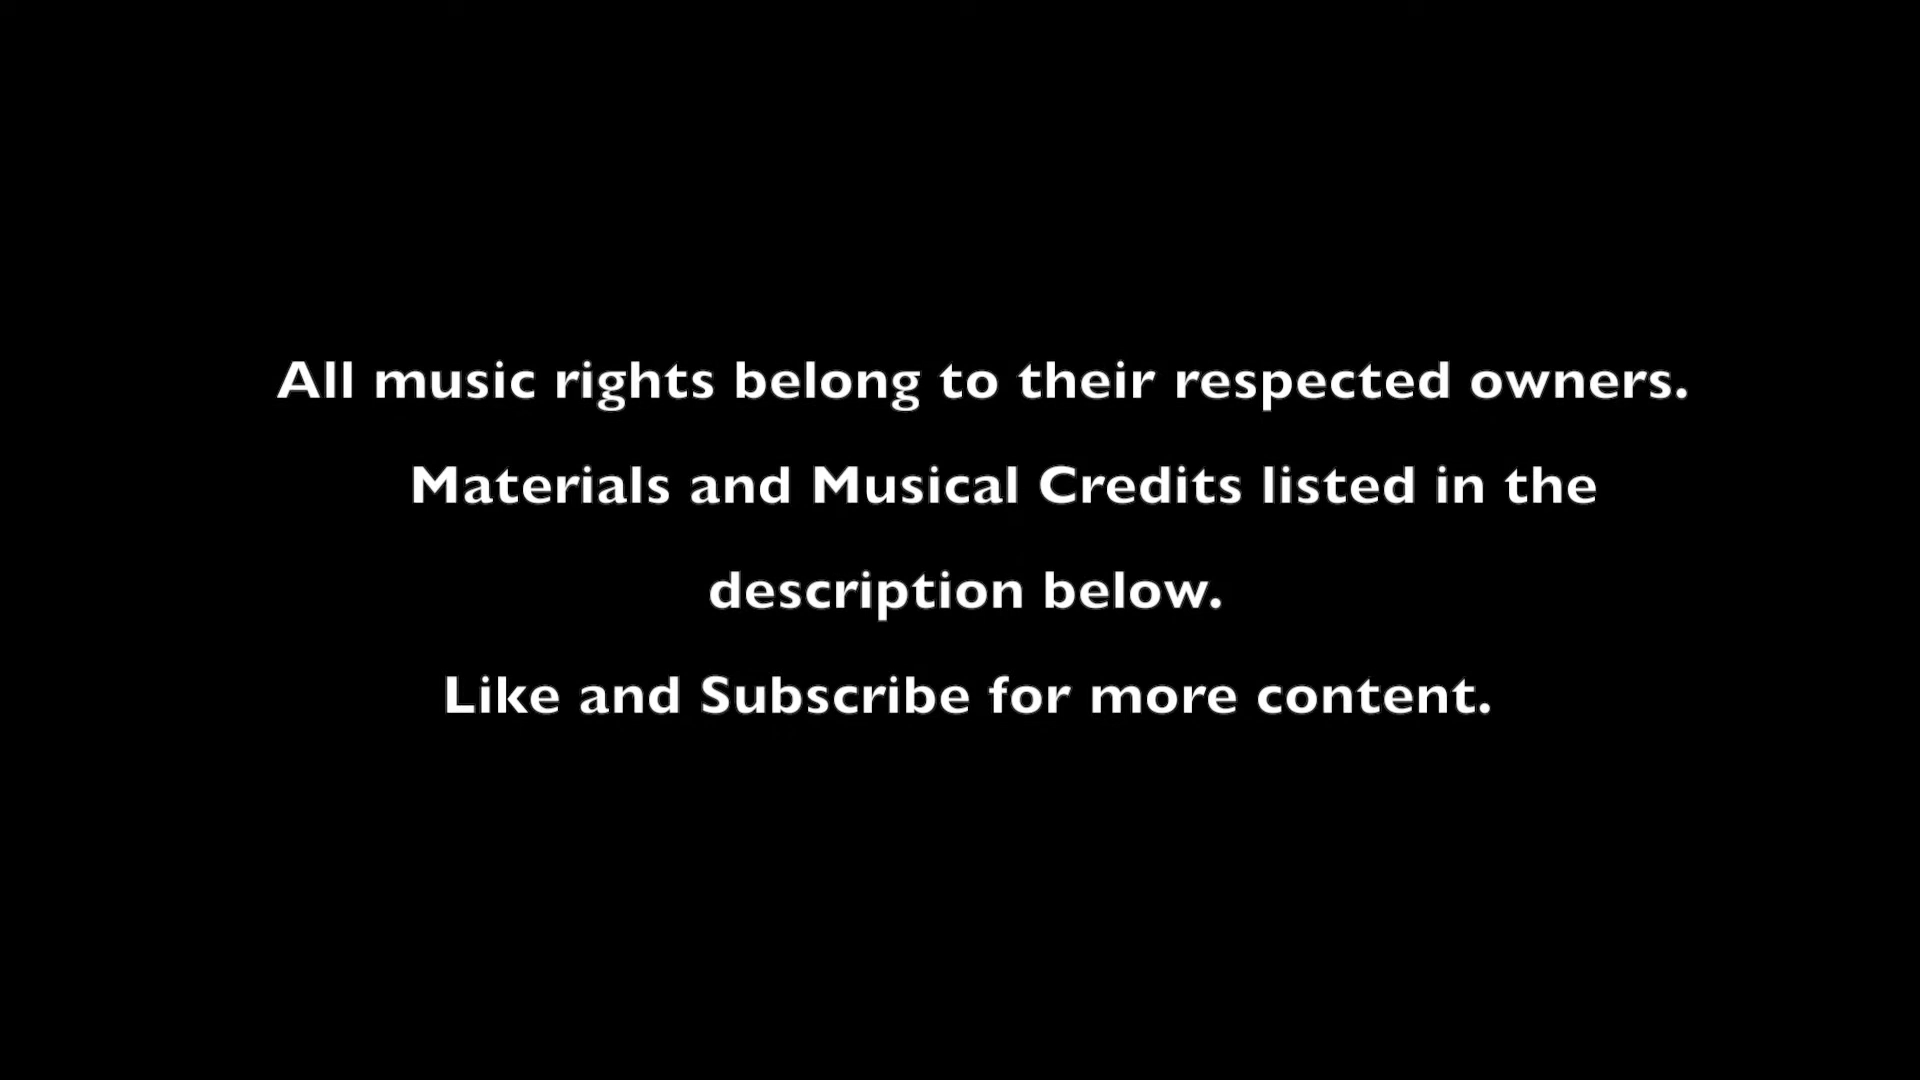 All music rights belong to their respected owners.
Materials and Musical Credits listed in the
description below.
Like and Subscribe for more content.